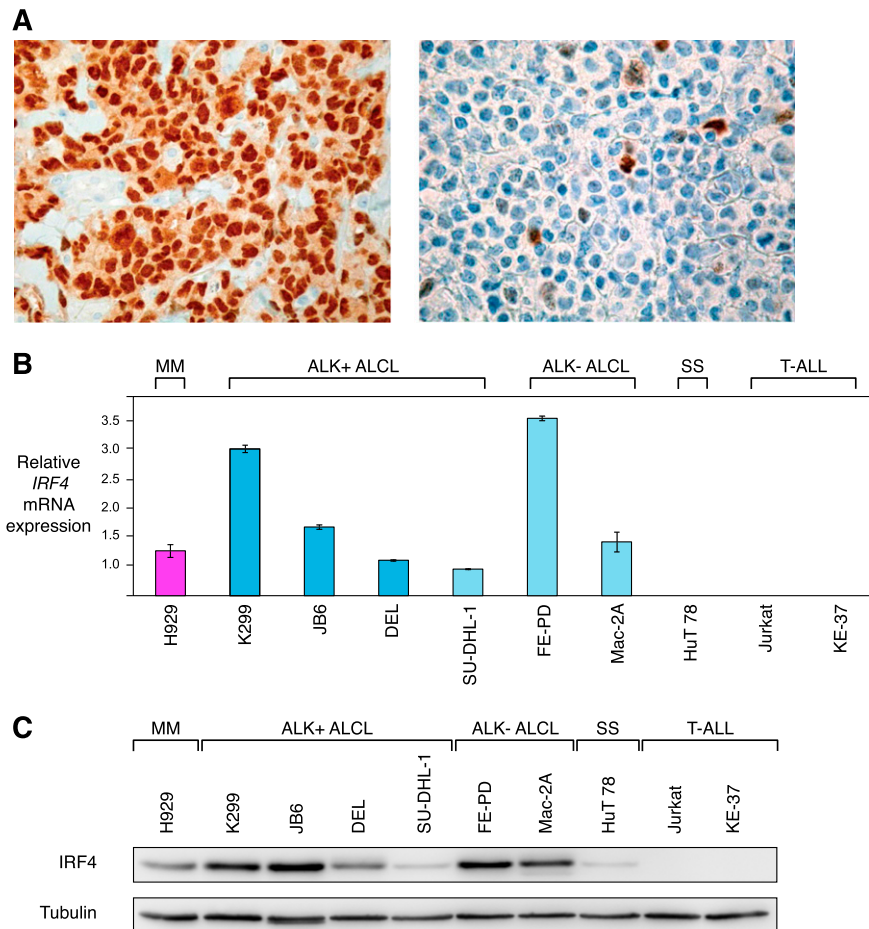 A
B
MM ALK+ ALCL ALK- ALCL SS T-ALL
Relative
IRF4
mRNA
expression
3.5
3.0
2.5
2.0
1.5
1.0
H929 K299 JB6 DEL SU-DHL-1 FE-PD Mac-2A HuT 78 Jurkat KE-37
C
MM ALK+ ALCL ALK- ALCL SS T-ALL
H929 K299 JB6 DEL SU-DHL-1 FE-PD Mac-2A HuT 78 Jurkat KE-37
IRF4
Tubulin